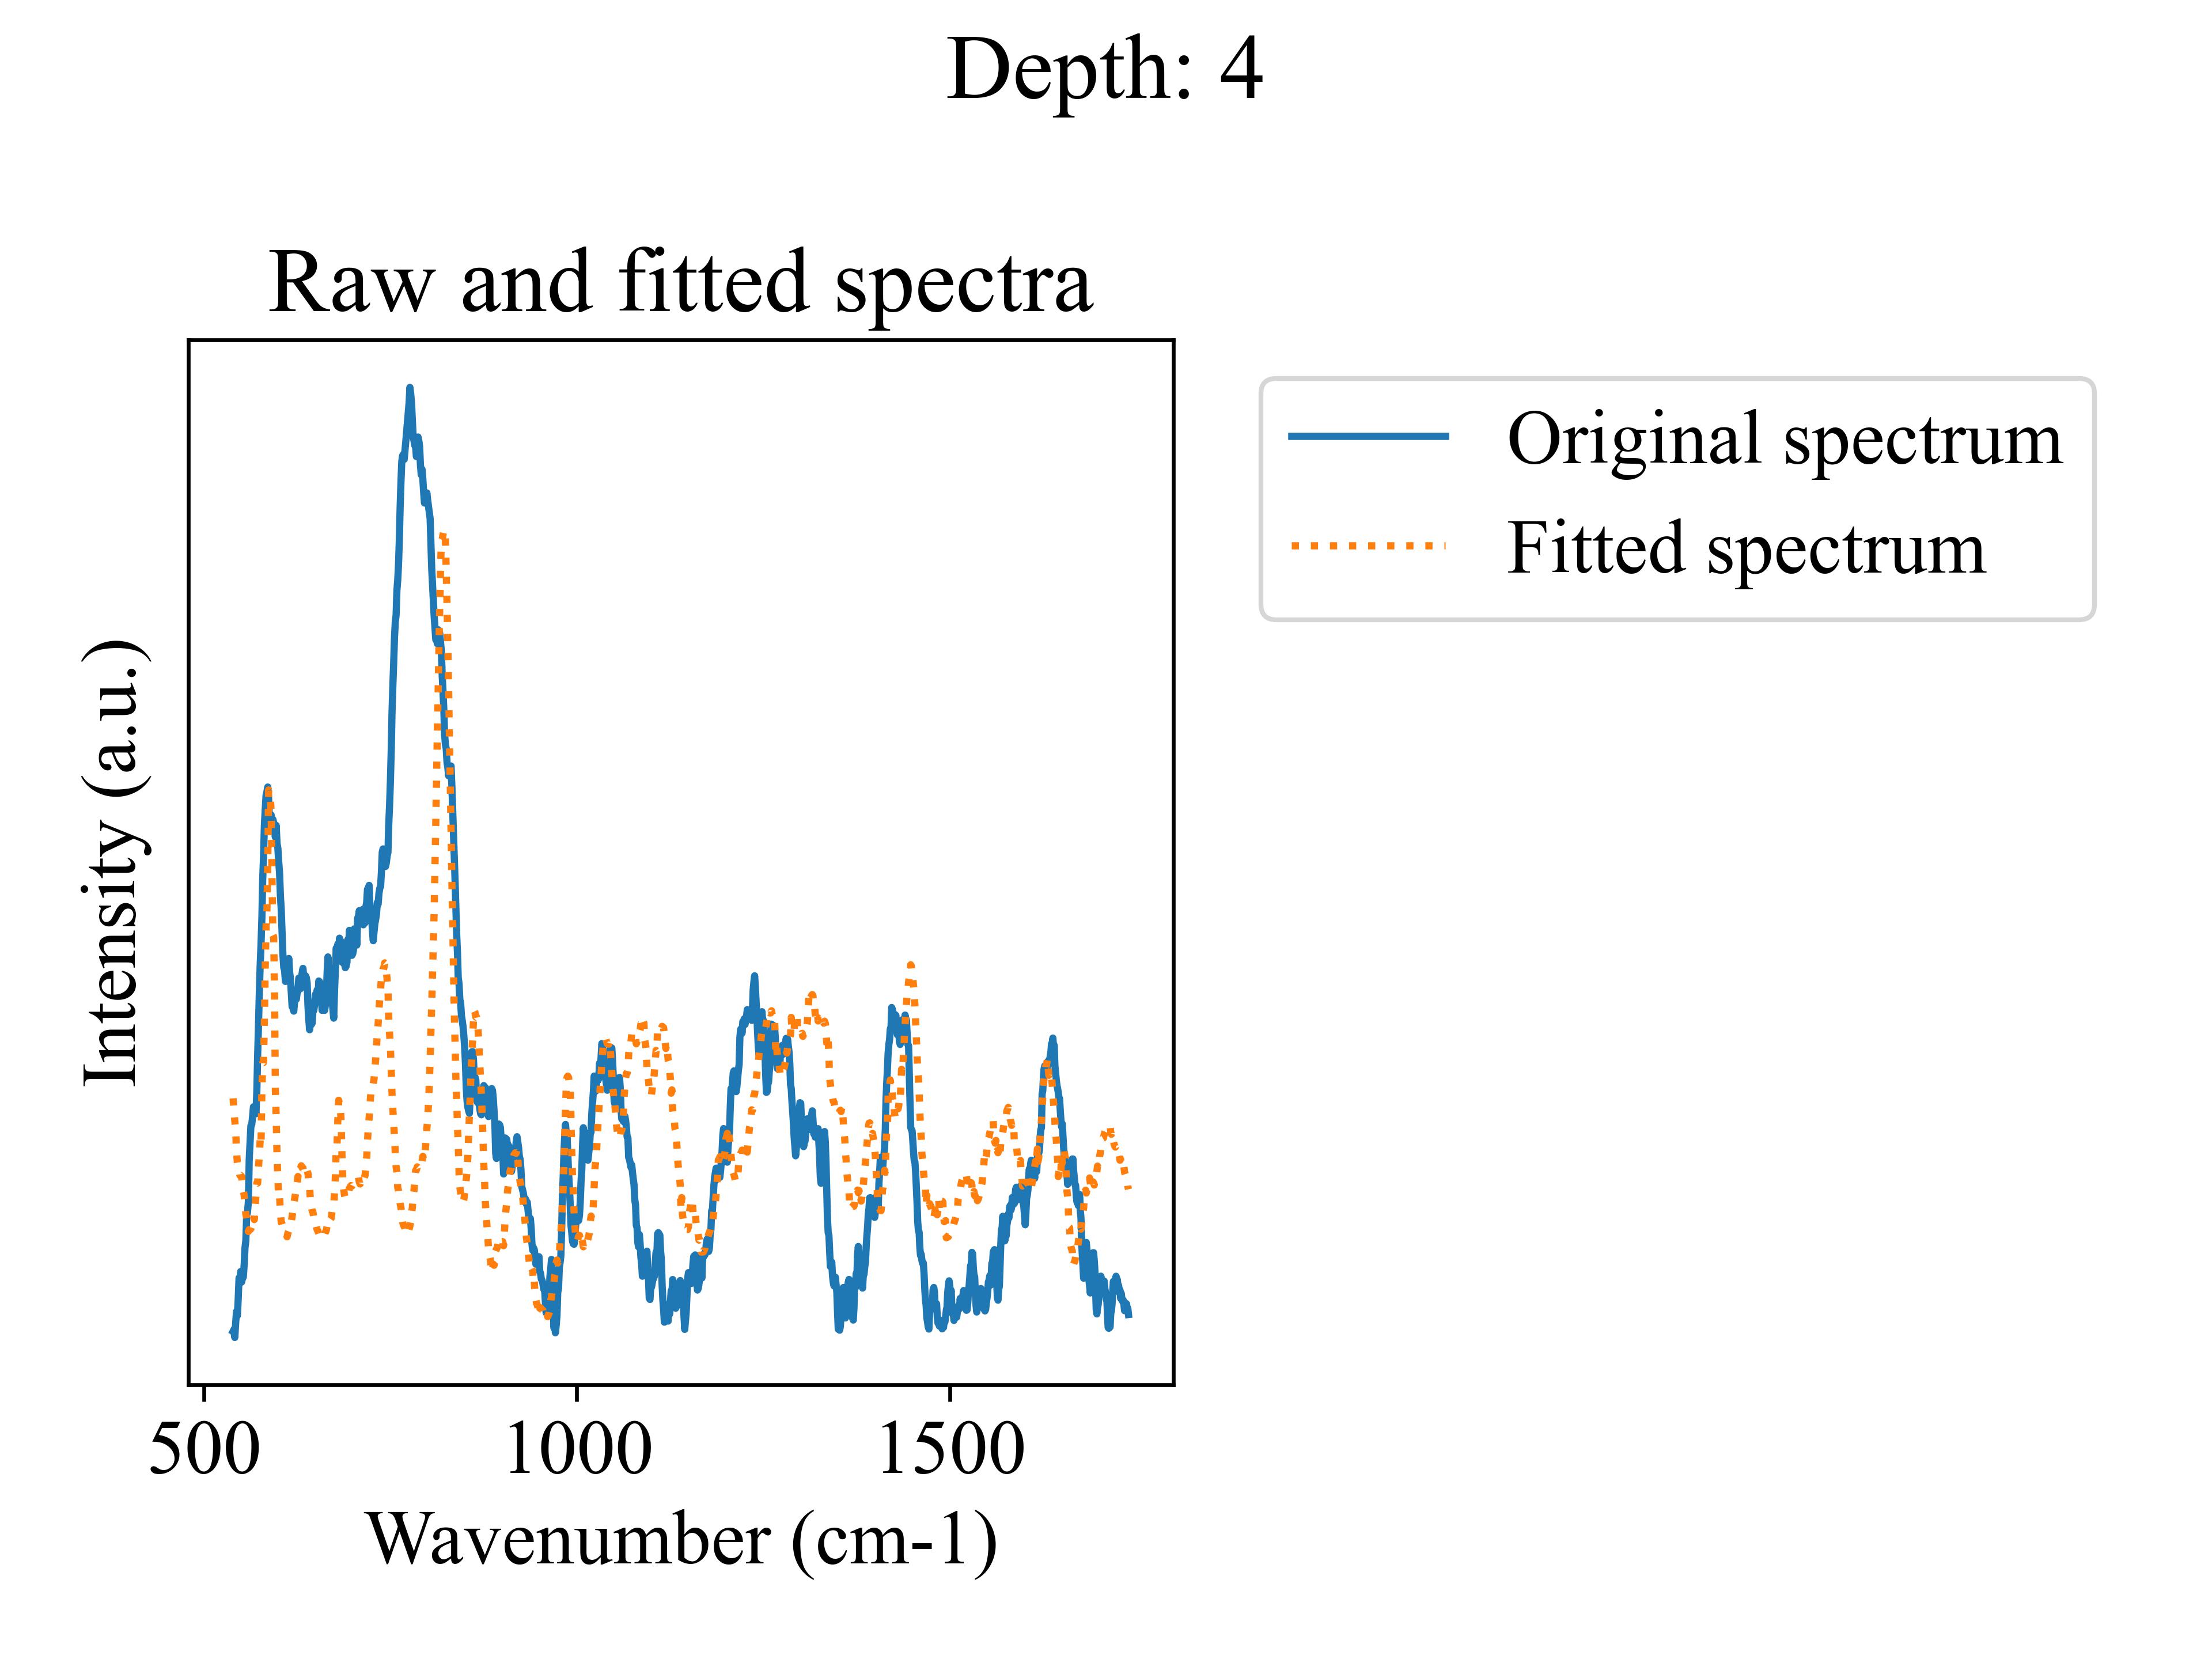 Depth: 4
Raw and fitted spectra
Original spectrum
Fitted spectrum
Intensity (a.u.)
500 1000 1500
Wavenumber (cm-1)